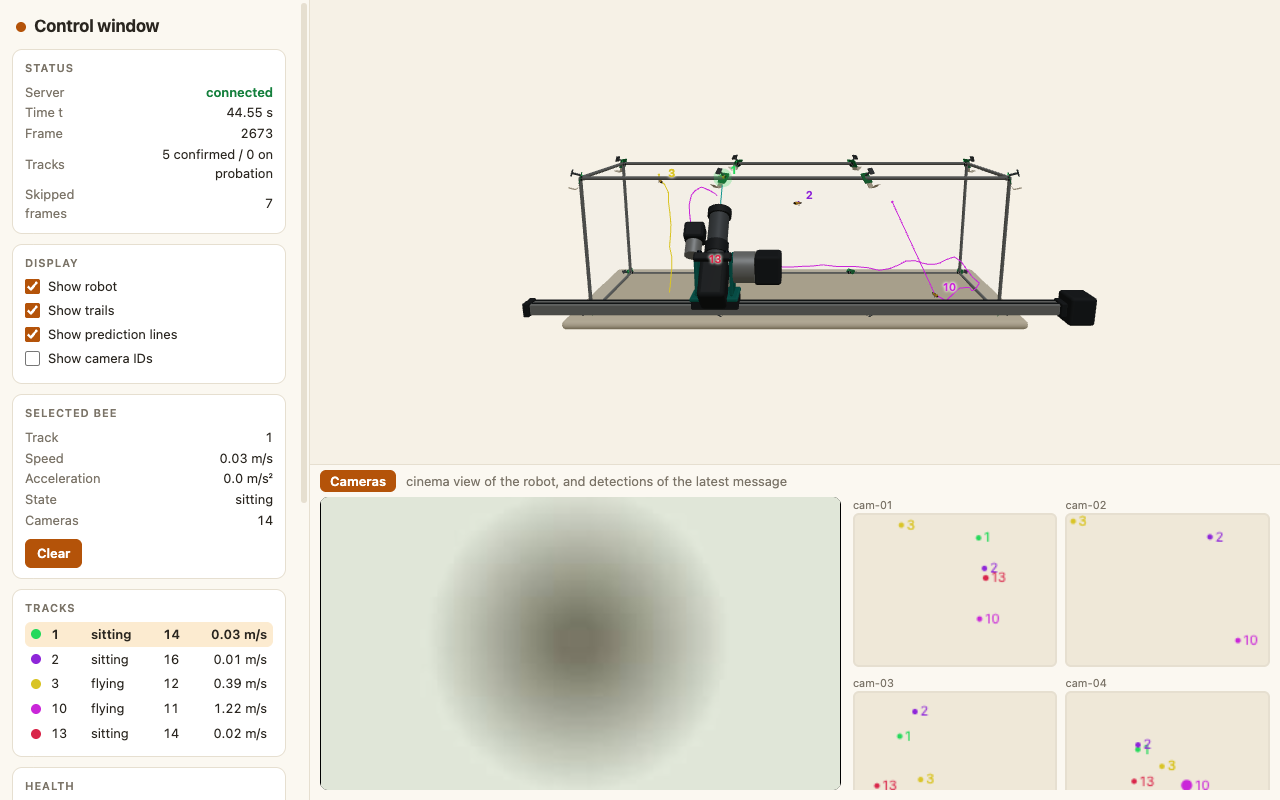 Control window
STATUS
Server connected
Time t 44.55 s
Frame 2673
Tracks 5 confirmed / 0 on probation
Skipped frames 7
DISPLAY
Show robot
Show trails
Show prediction lines
Show camera IDs
SELECTED BEE
Track 1
Speed 0.03 m/s
Acceleration 0.0 m/s²
State sitting
Cameras 14
Clear
TRACKS
1 sitting 14 0.03 m/s
2 sitting 16 0.01 m/s
3 flying 12 0.39 m/s
10 flying 11 1.22 m/s
13 sitting 14 0.02 m/s
HEALTH
3
1
2
13
10
Cameras cinema view of the robot, and detections of the latest message
cam-01
3
1
2
13
10
cam-02
3
2
10
cam-03
2
1
3
13
cam-04
2
1
3
13
10